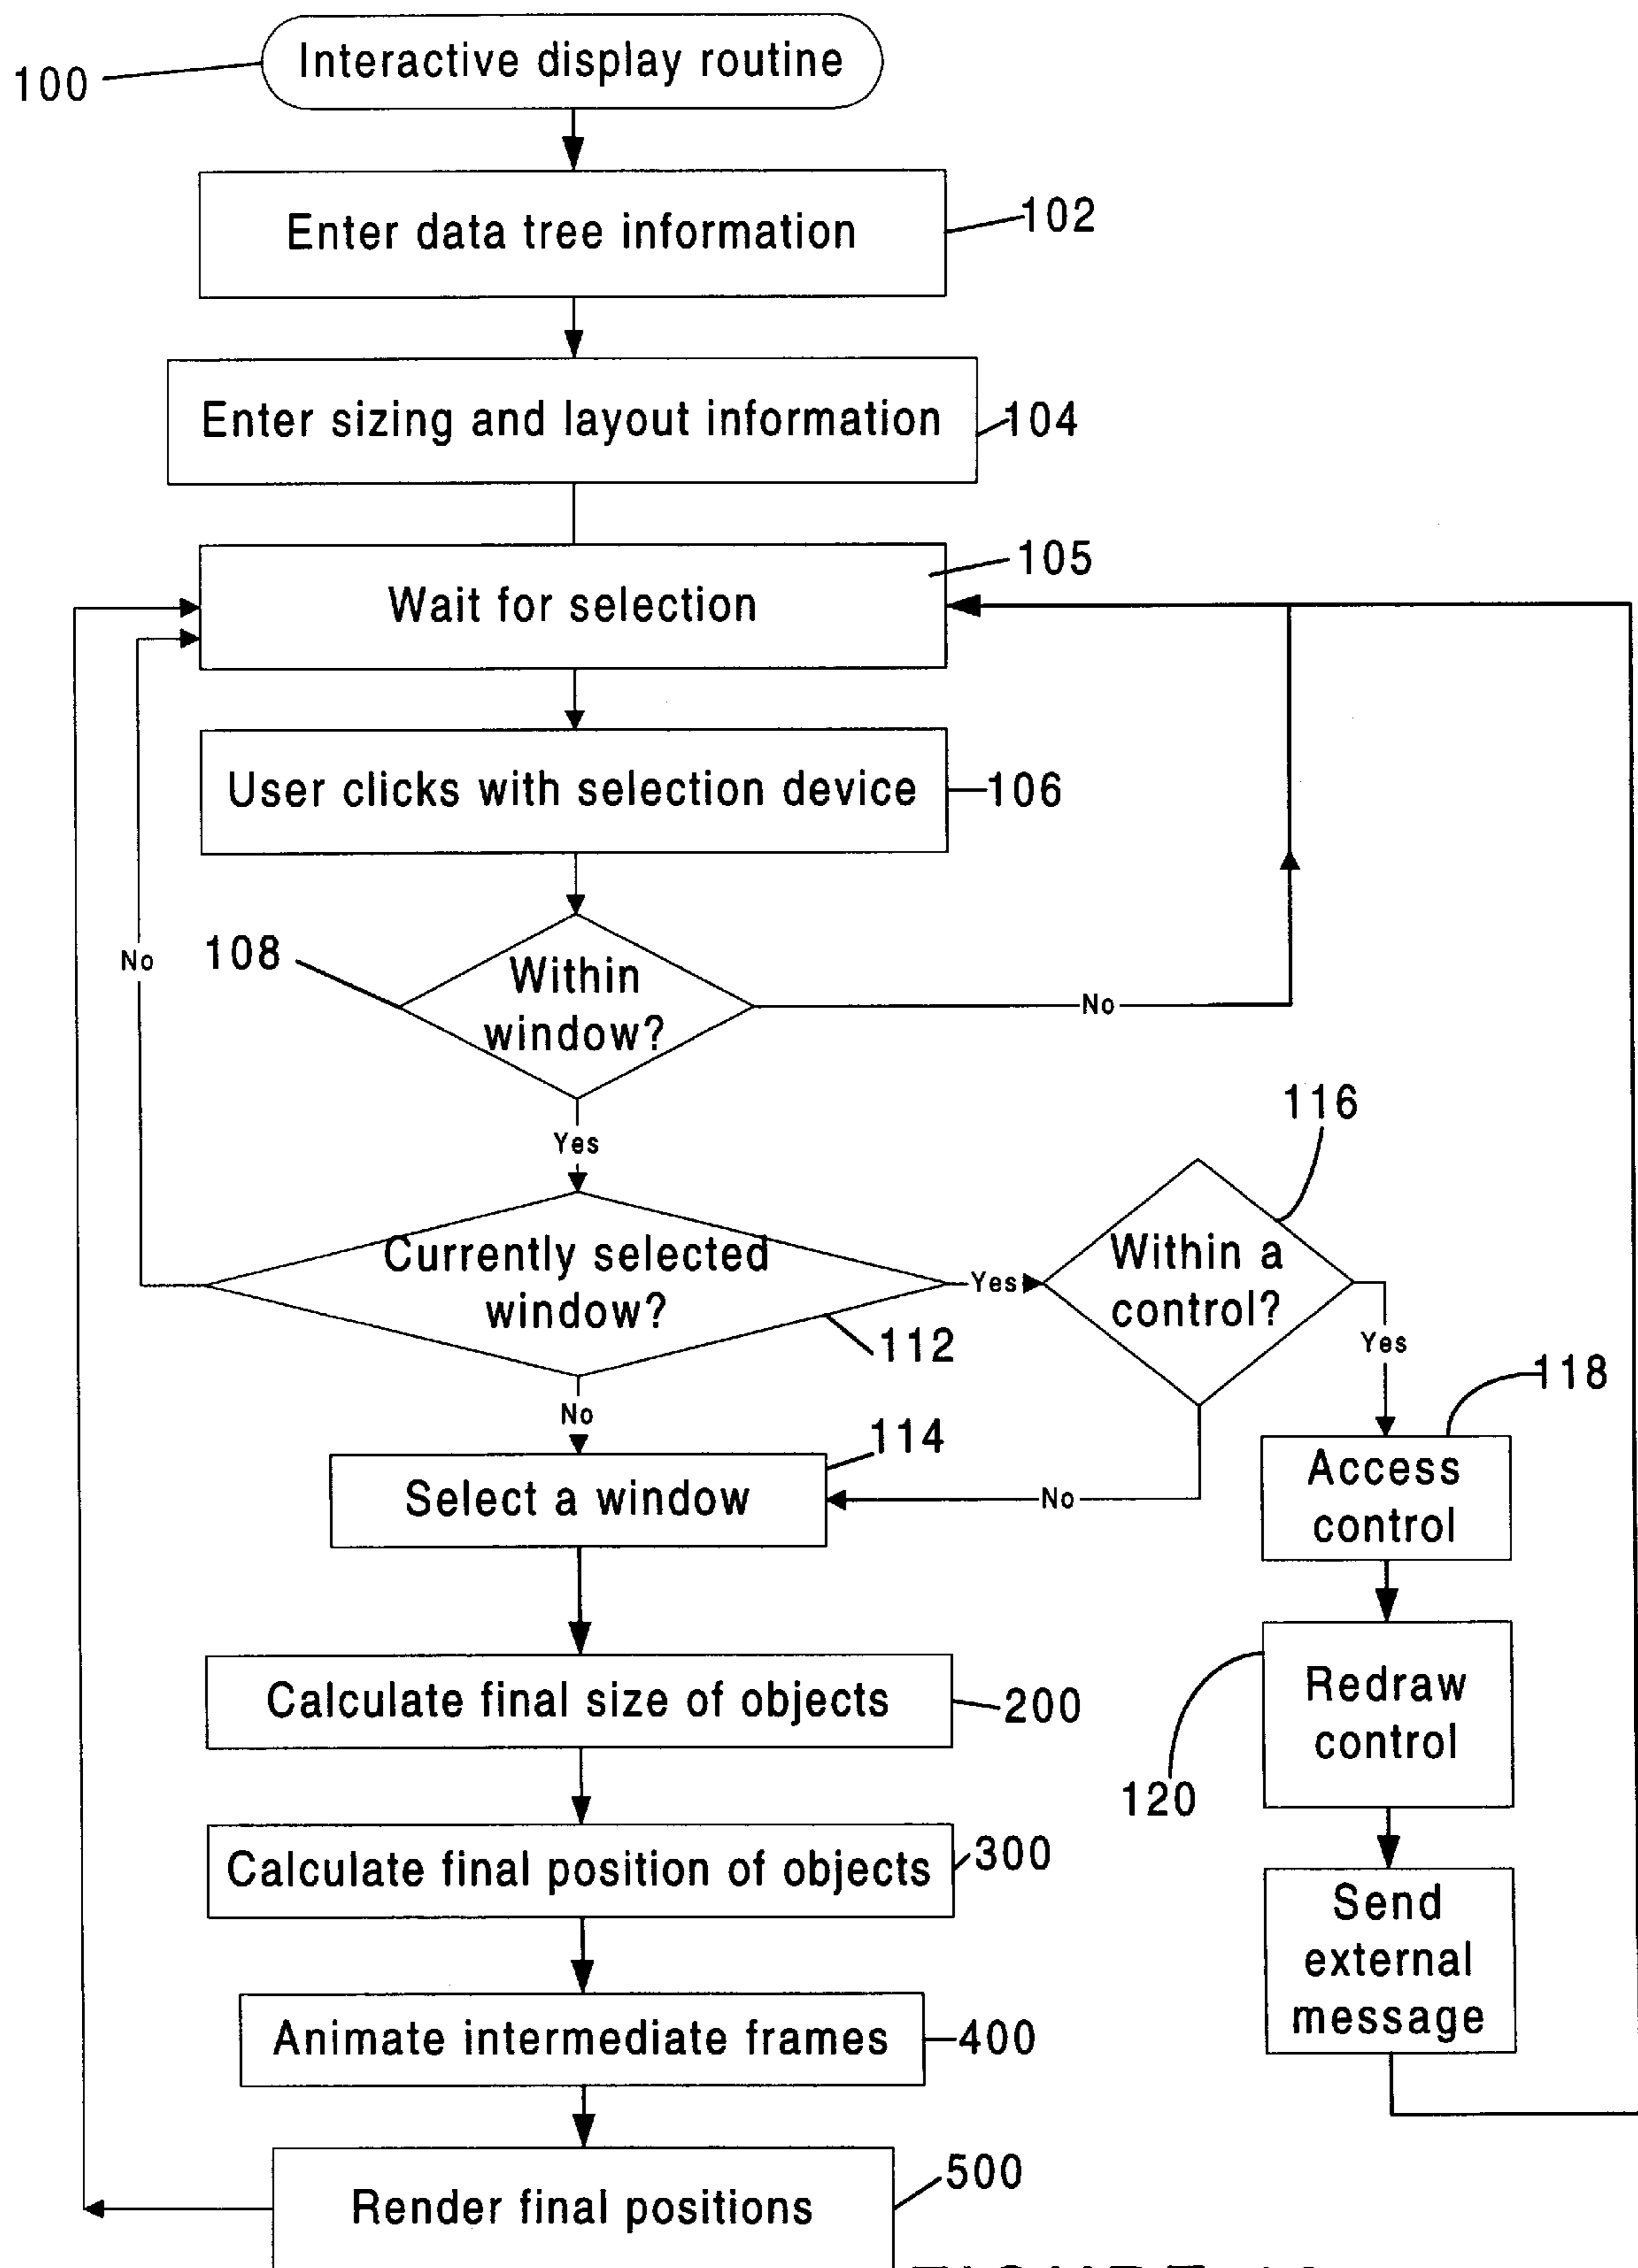 Interactive display routine
100
Enter data tree information
102
Enter sizing and layout information
104
105
Wait for selection
User clicks with selection device
106
No
108
Within
window?
No
Yes
116
Currently selected
window?
Yes
112
Within a
control?
Yes
118
No
114
Select a window
No
Access
control
Calculate final size of objects
200
Redraw
control
120
Calculate final position of objects
300
Send
external
message
Animate intermediate frames
400
Render final positions
500